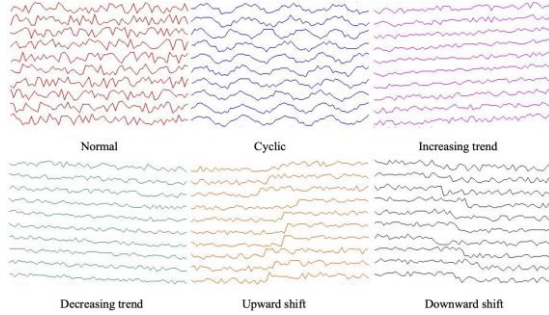 Normal
Cyclic
Increasing trend
Decreasing trend
Upward shift
Downward shift